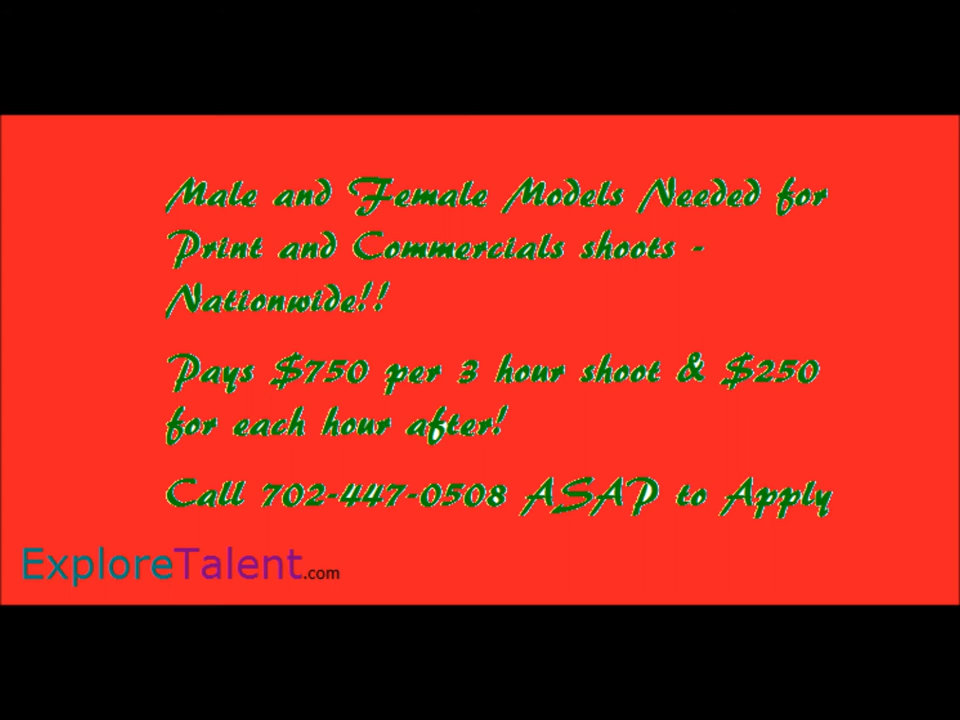 Male and Female Models Needed for
Print and Commercials shoots -
Nationwide!!
Pays $750 per 3 hour shoot & $250
for each hour after!
Call 702-447-0508 ASAP to Apply
ExploreTalent.com